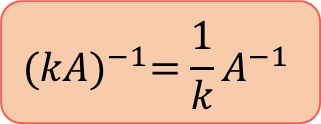 (kA)⁻¹ = 1/k A⁻¹